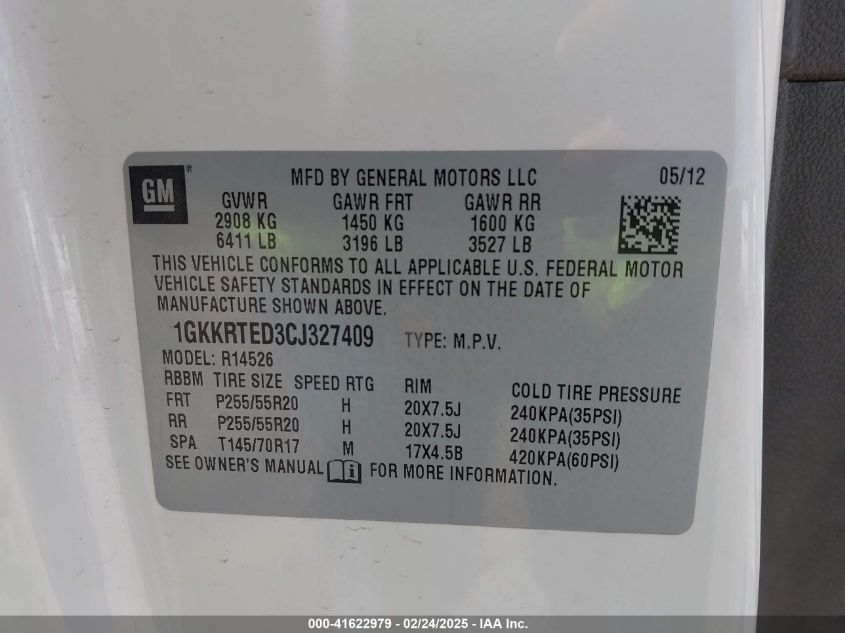 GM ® MFD BY GENERAL MOTORS LLC 05/12
GVWR GAWR FRT GAWR RR
2908 KG 1450 KG 1600 KG
6411 LB 3196 LB 3527 LB
THIS VEHICLE CONFORMS TO ALL APPLICABLE U.S. FEDERAL MOTOR
VEHICLE SAFETY STANDARDS IN EFFECT ON THE DATE OF
MANUFACTURE SHOWN ABOVE.
1GKKRTED3CJ327409 TYPE: M.P.V.
MODEL: R14526
RBBM TIRE SIZE SPEED RTG RIM COLD TIRE PRESSURE
FRT P255/55R20 H 20X7.5J 240KPA(35PSI)
RR P255/55R20 H 20X7.5J 240KPA(35PSI)
SPA T145/70R17 M 17X4.5B 420KPA(60PSI)
SEE OWNER'S MANUAL FOR MORE INFORMATION.
000-41622979 - 02/24/2025 - IAA Inc.